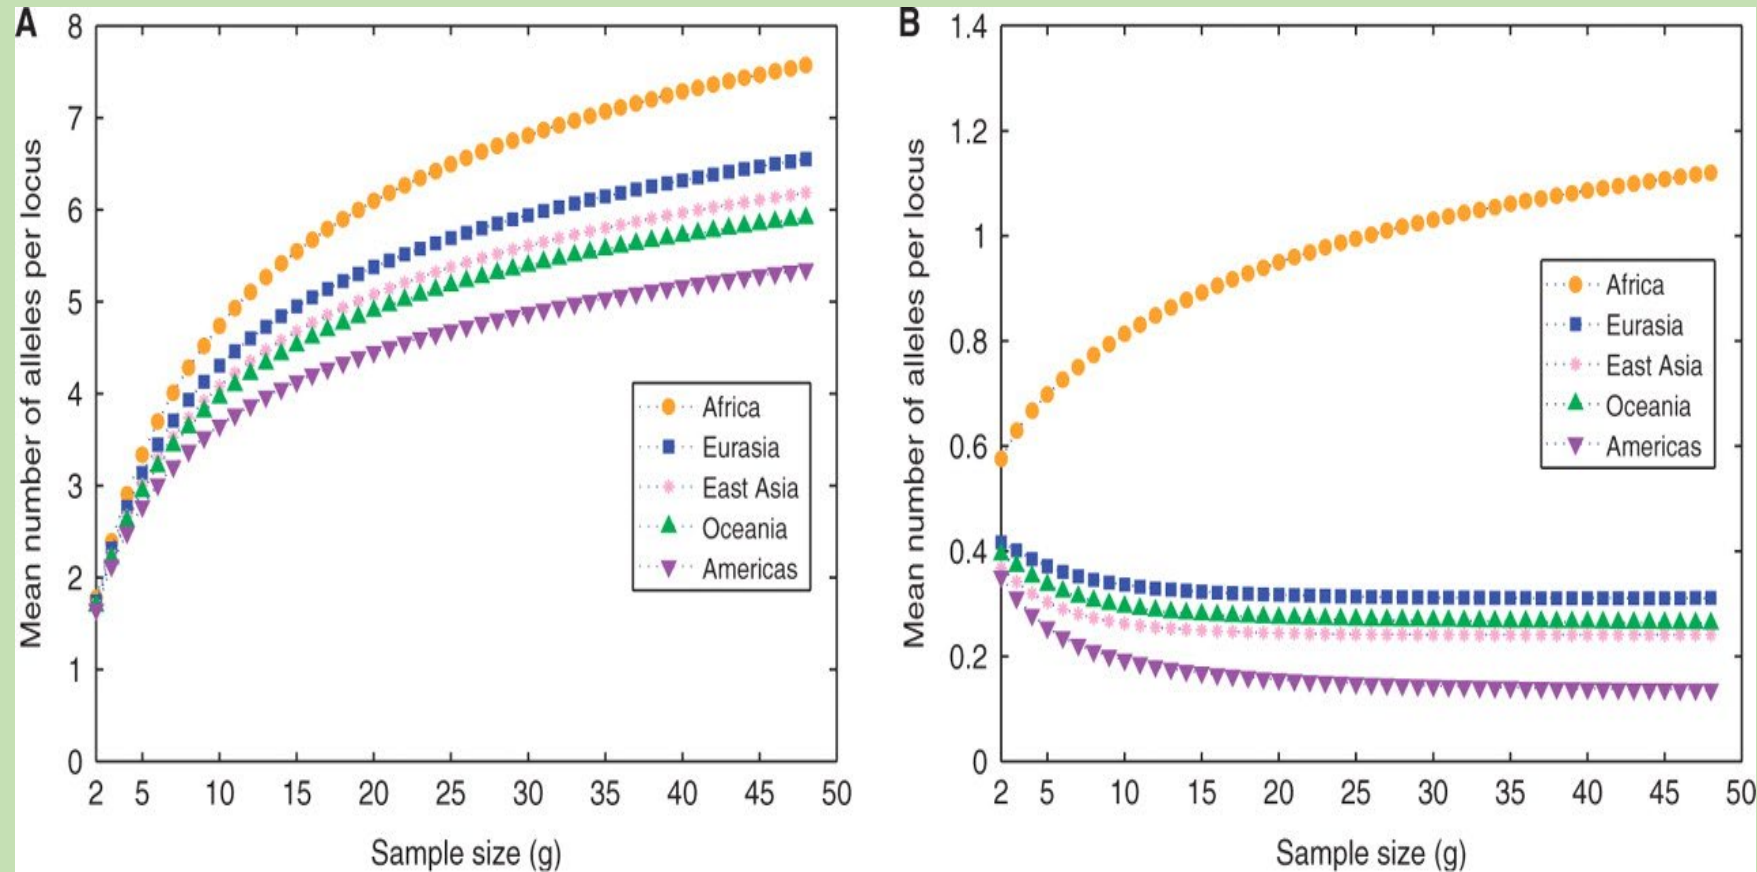 A
8
7
6
5
4
3
2
1
0
Mean number of alleles per locus
2 5 10 15 20 25 30 35 40 45 50
Sample size (g)
Africa
Eurasia
East Asia
Oceania
Americas
B
1.4
1.2
1
0.8
0.6
0.4
0.2
0
Mean number of alleles per locus
2 5 10 15 20 25 30 35 40 45 50
Sample size (g)
Africa
Eurasia
East Asia
Oceania
Americas